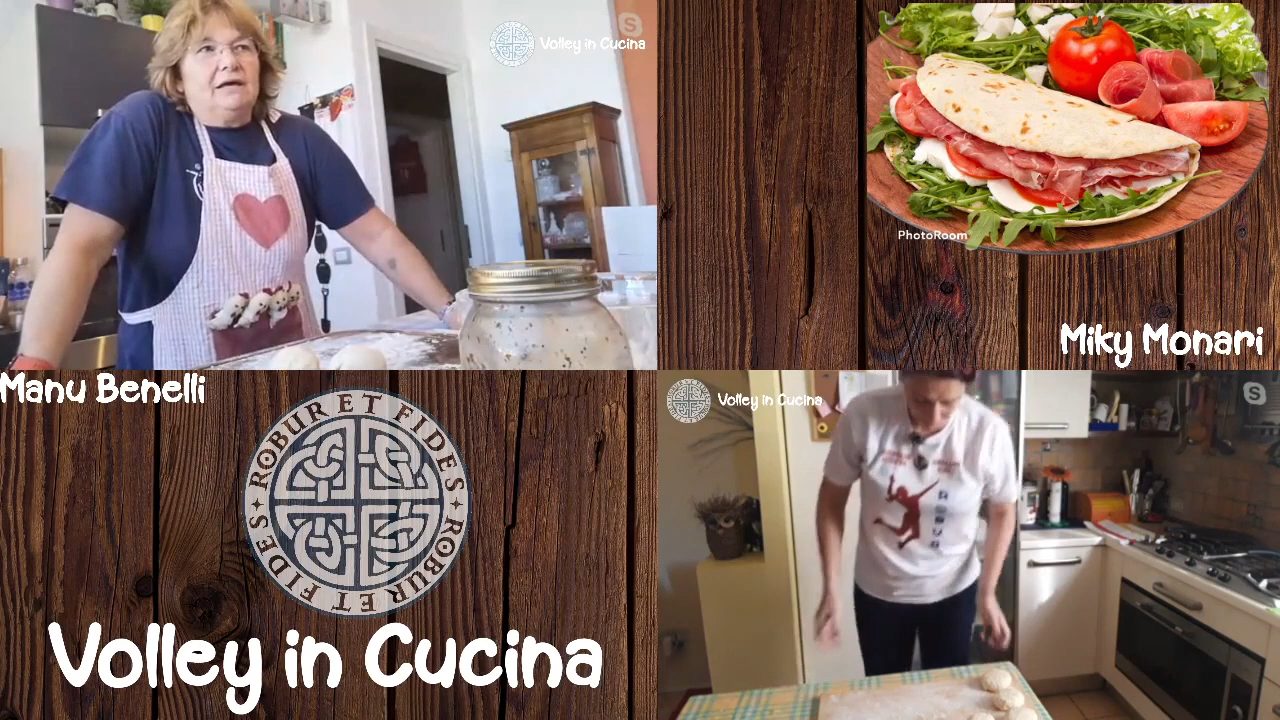 Volley in Cucina
PhotoRoom
Miky Monari
Manu Benelli
ROBUR ET FIDES
ROBUR ET FIDES
Volley in Cucina
Volley in Cucina